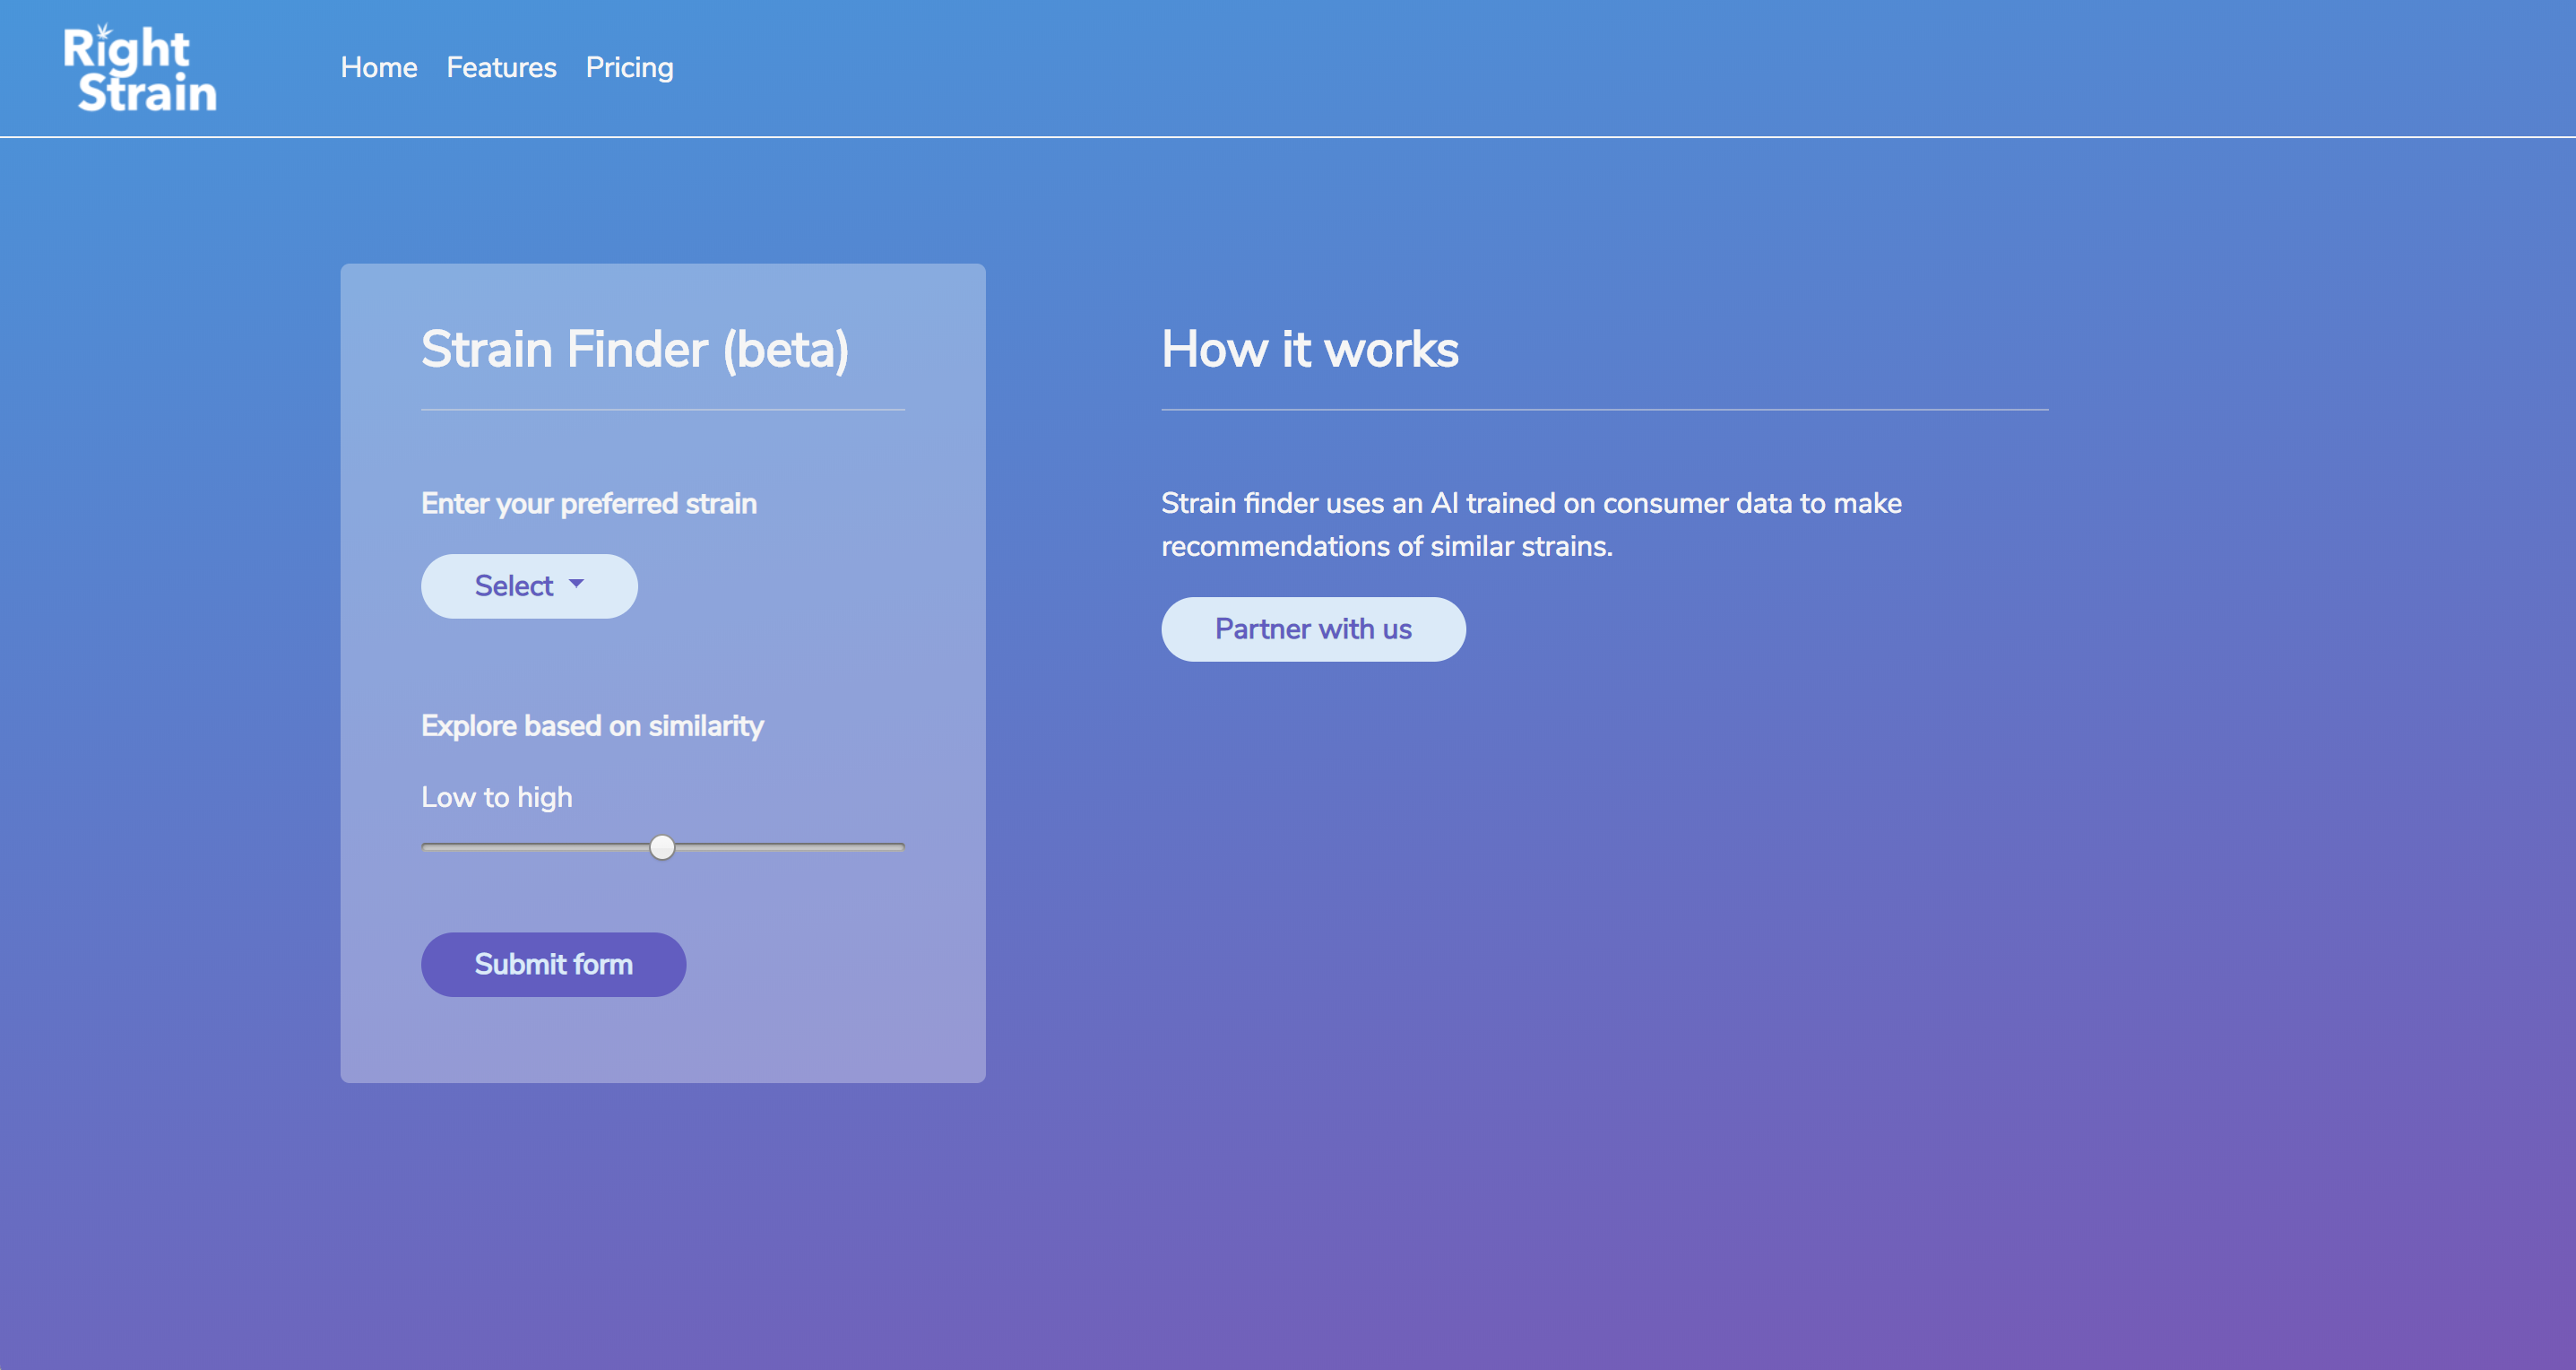 Right
Strain
Home Features Pricing
Strain Finder (beta)
Enter your preferred strain
Select
Explore based on similarity
Low to high
Submit form
How it works
Strain finder uses an AI trained on consumer data to make
recommendations of similar strains.
Partner with us